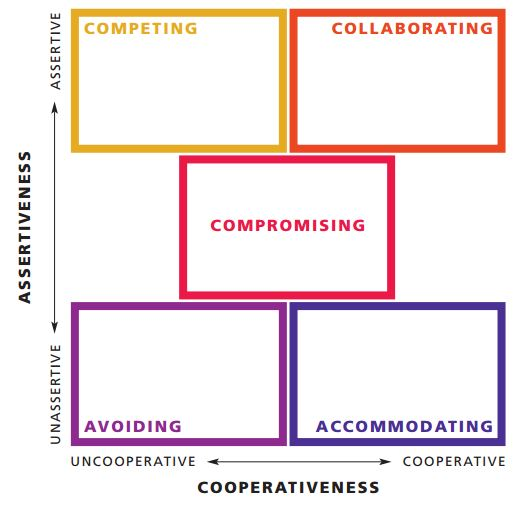 ASSERTIVE
COMPETING
COLLABORATING
ASSERTIVENESS
COMPROMISING
UNASSERTIVE
AVOIDING
ACCOMMODATING
UNCOOPERATIVE
COOPERATIVE
COOPERATIVENESS